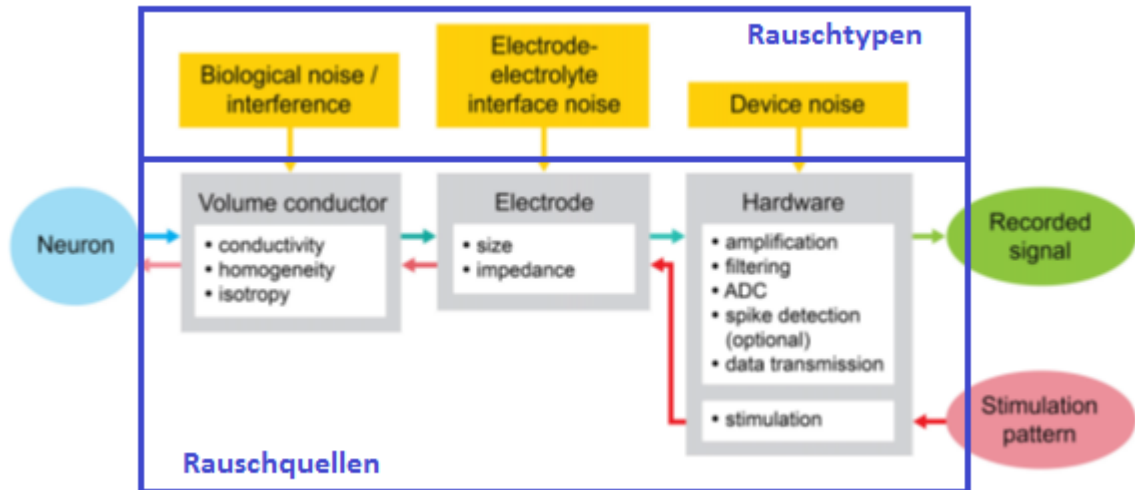 Rauschtypen
Biological noise /
interference
Electrode-
electrolyte
interface noise
Device noise
Neuron
Volume conductor
• conductivity
• homogeneity
• isotropy
Electrode
• size
• impedance
Hardware
• amplification
• filtering
• ADC
• spike detection
(optional)
• data transmission
• stimulation
Recorded
signal
Stimulation
pattern
Rauschquellen